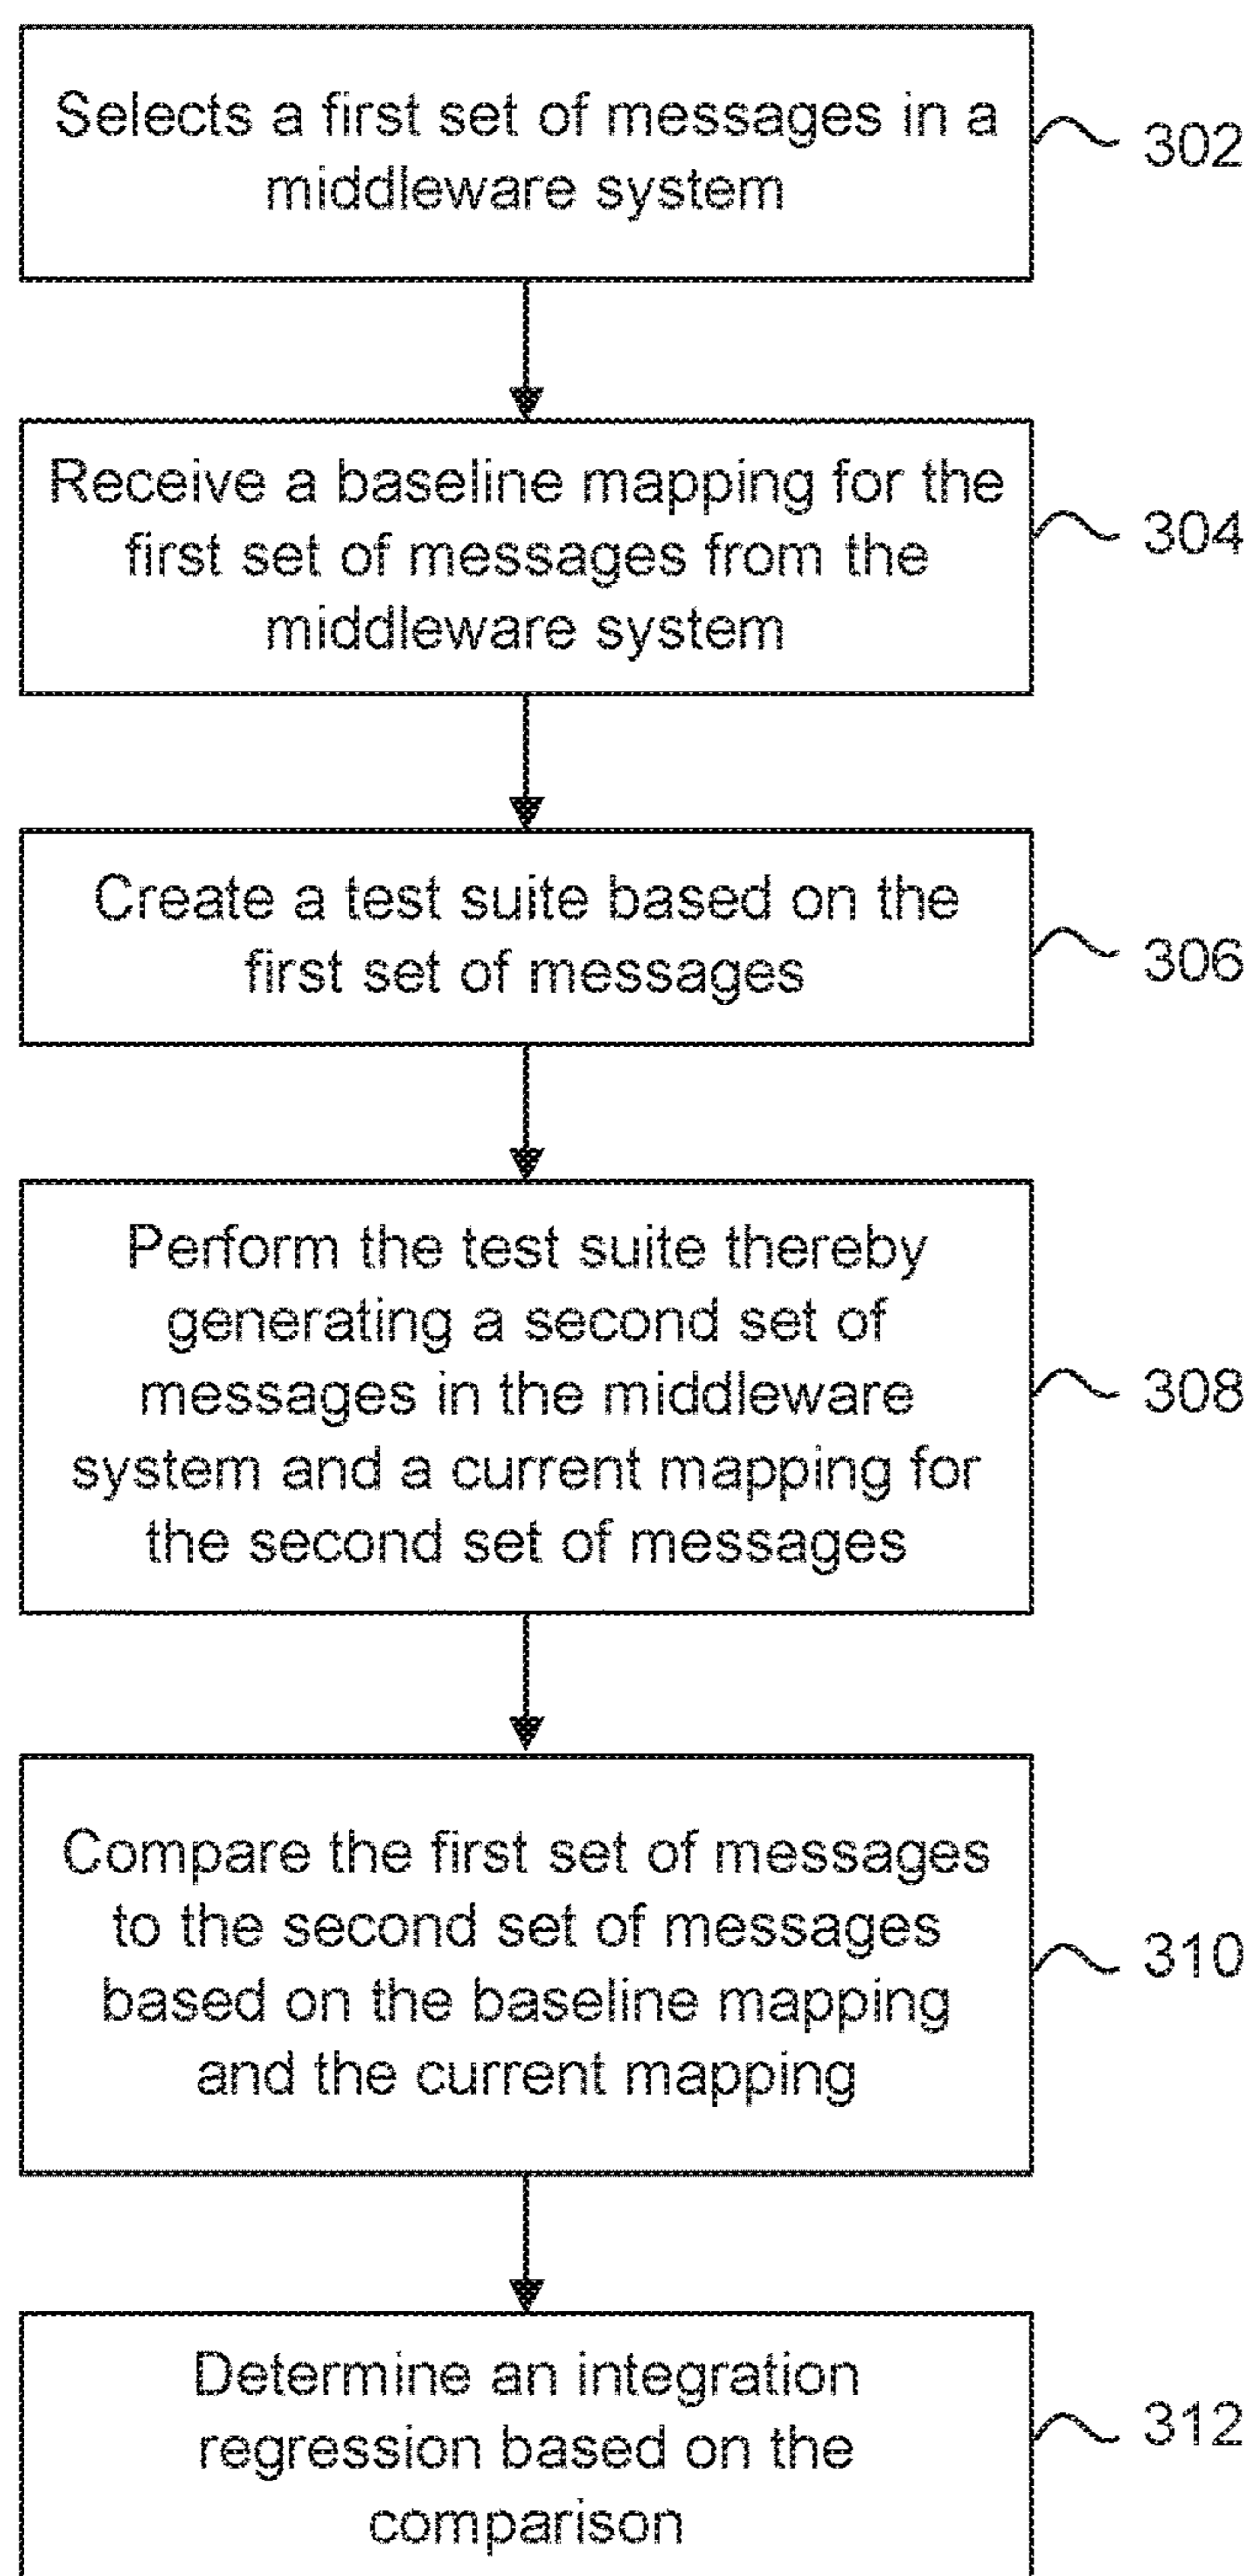 Selects a first set of messages in a
middleware system
302
Receive a baseline mapping for the
first set of messages from the
middleware system
304
Create a test suite based on the
first set of messages
306
Perform the test suite thereby
generating a second set of
messages in the middleware
system and a current mapping for
the second set of messages
308
Compare the first set of messages
to the second set of messages
based on the baseline mapping
and the current mapping
310
Determine an integration
regression based on the
comparison
312